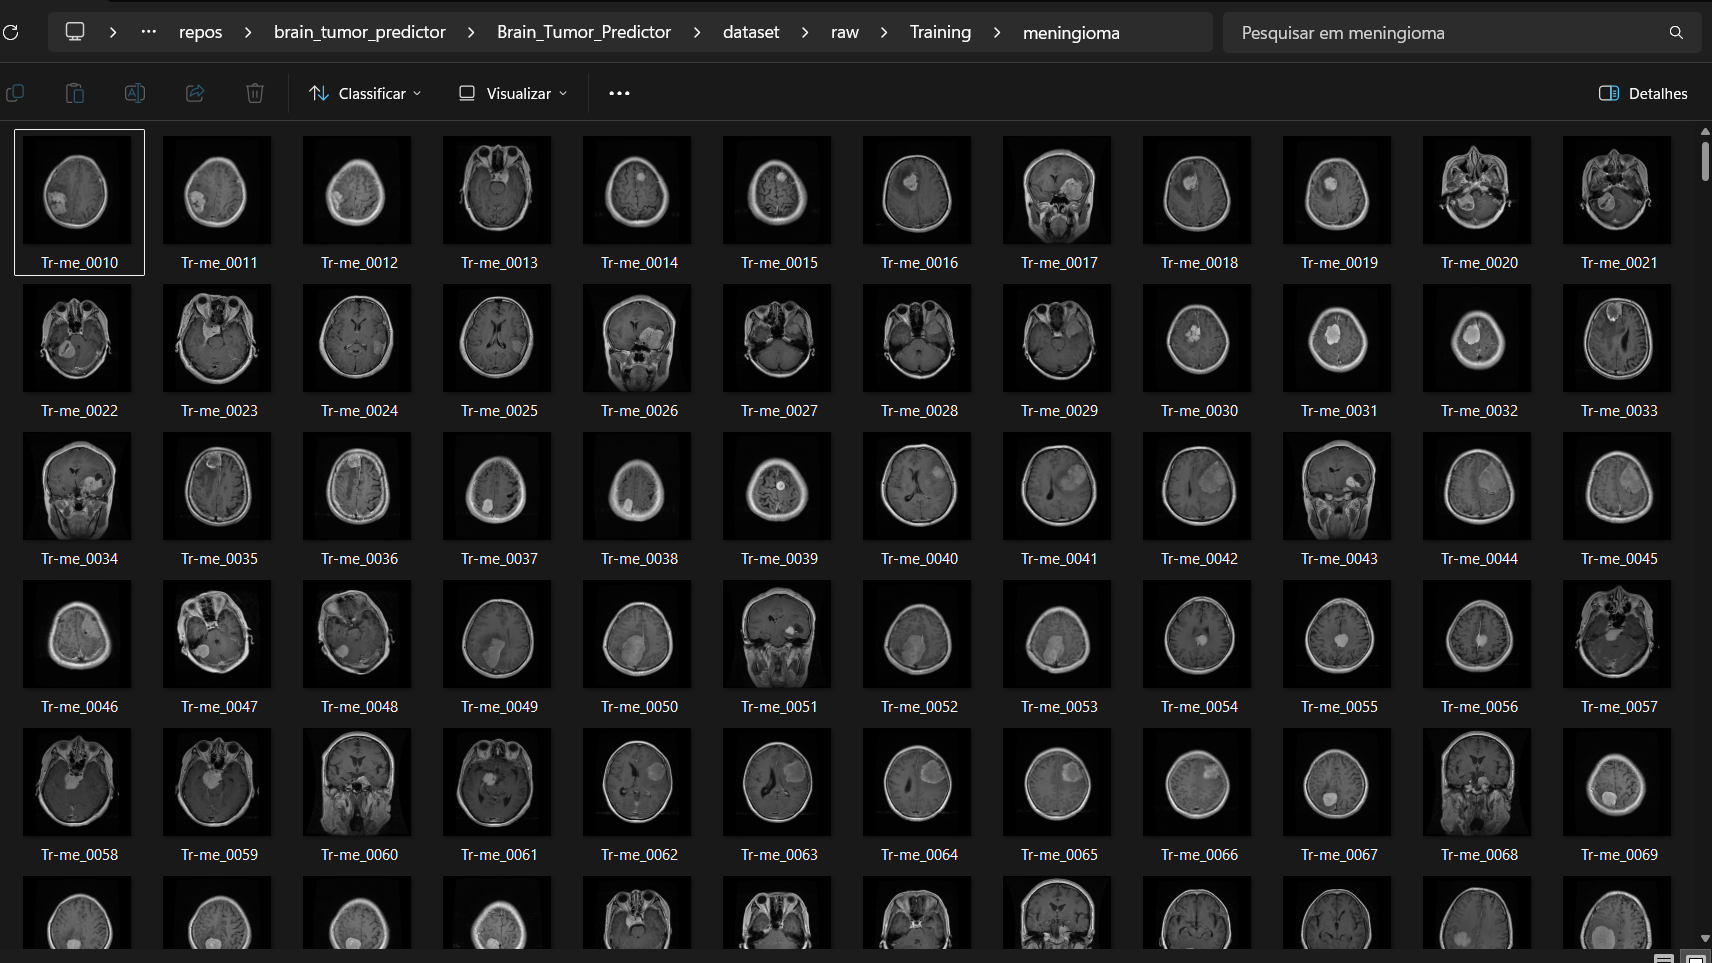 ··· repos > brain_tumor_predictor > Brain_Tumor_Predictor > dataset > raw > Training > meningioma
Pesquisar em meningioma
Classificar Visualizar ··· Detalhes
Tr-me_0010 Tr-me_0011 Tr-me_0012 Tr-me_0013 Tr-me_0014 Tr-me_0015 Tr-me_0016 Tr-me_0017 Tr-me_0018 Tr-me_0019 Tr-me_0020 Tr-me_0021
Tr-me_0022 Tr-me_0023 Tr-me_0024 Tr-me_0025 Tr-me_0026 Tr-me_0027 Tr-me_0028 Tr-me_0029 Tr-me_0030 Tr-me_0031 Tr-me_0032 Tr-me_0033
Tr-me_0034 Tr-me_0035 Tr-me_0036 Tr-me_0037 Tr-me_0038 Tr-me_0039 Tr-me_0040 Tr-me_0041 Tr-me_0042 Tr-me_0043 Tr-me_0044 Tr-me_0045
Tr-me_0046 Tr-me_0047 Tr-me_0048 Tr-me_0049 Tr-me_0050 Tr-me_0051 Tr-me_0052 Tr-me_0053 Tr-me_0054 Tr-me_0055 Tr-me_0056 Tr-me_0057
Tr-me_0058 Tr-me_0059 Tr-me_0060 Tr-me_0061 Tr-me_0062 Tr-me_0063 Tr-me_0064 Tr-me_0065 Tr-me_0066 Tr-me_0067 Tr-me_0068 Tr-me_0069